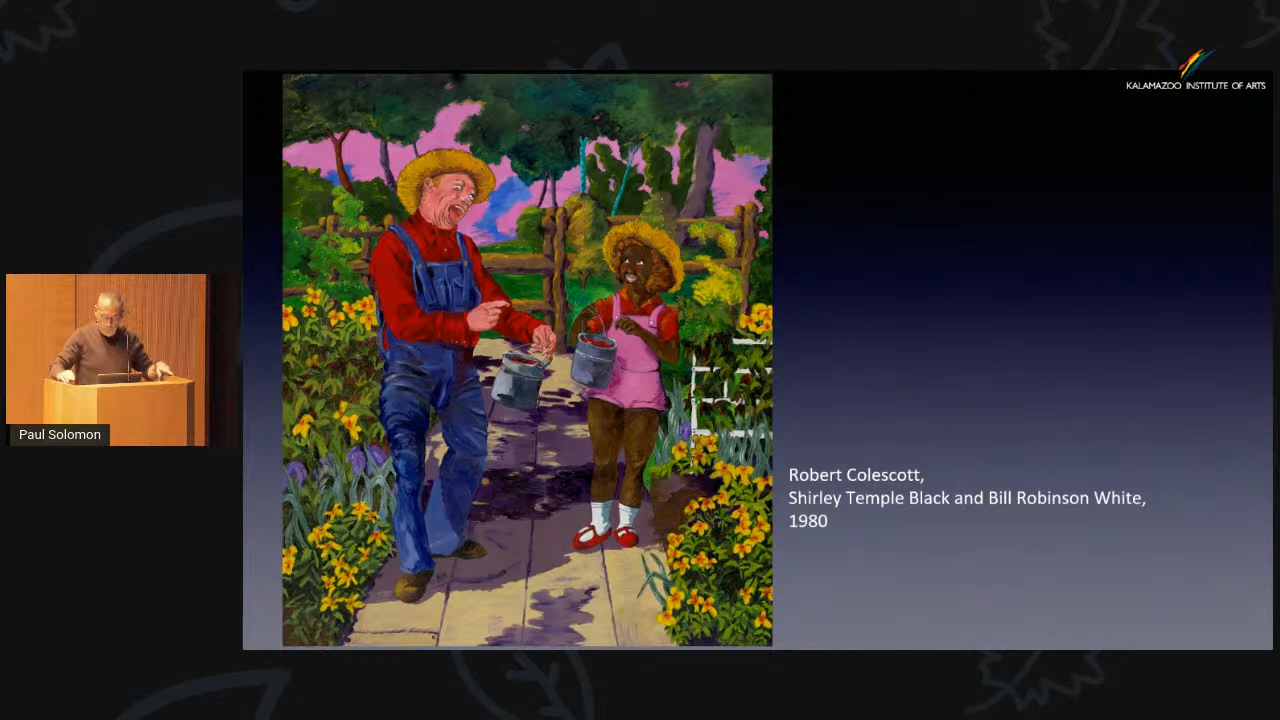 KALAMAZOO INSTITUTE OF ARTS
Paul Solomon
Robert Colescott,
Shirley Temple Black and Bill Robinson White,
1980